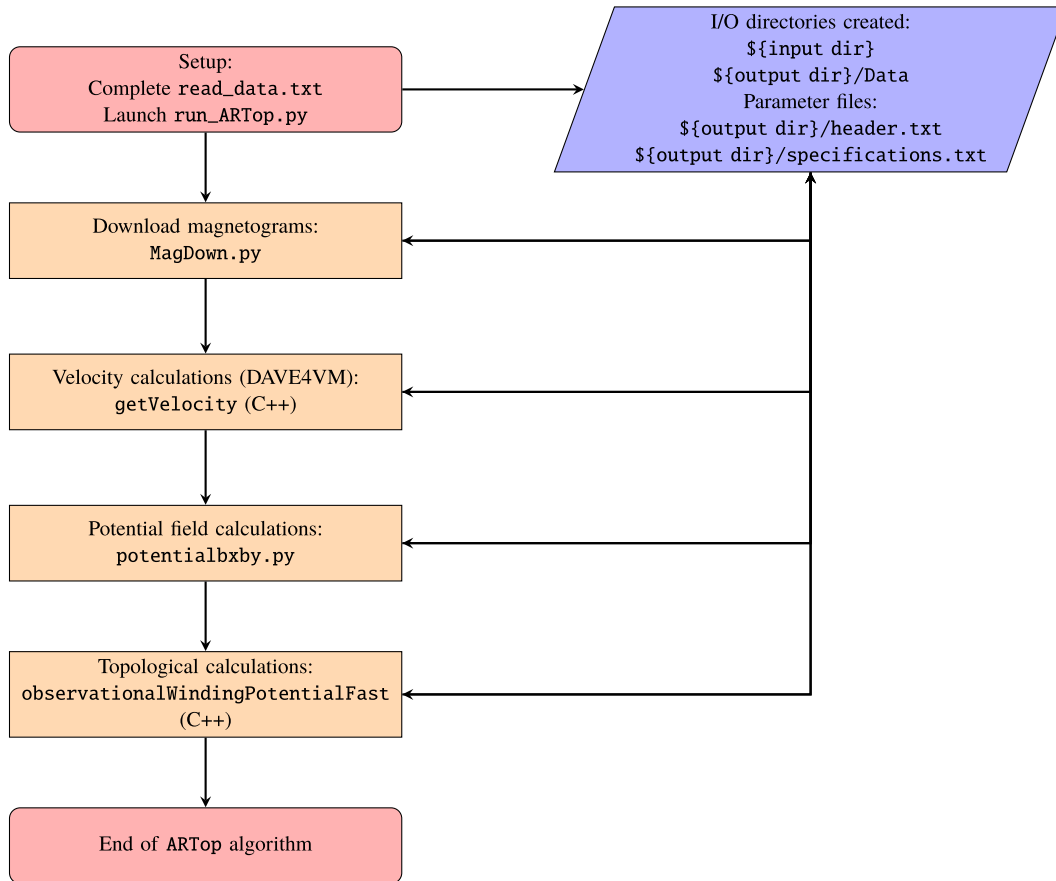 Setup:
Complete read_data.txt
Launch run_ARTop.py
I/O directories created:
${input dir}
${output dir}/Data
Parameter files:
${output dir}/header.txt
${output dir}/specifications.txt
Download magnetograms:
MagDown.py
Velocity calculations (DAVE4VM):
getVelocity (C++)
Potential field calculations:
potentialbxby.py
Topological calculations:
observationalWindingPotentialFast
(C++)
End of ARTop algorithm